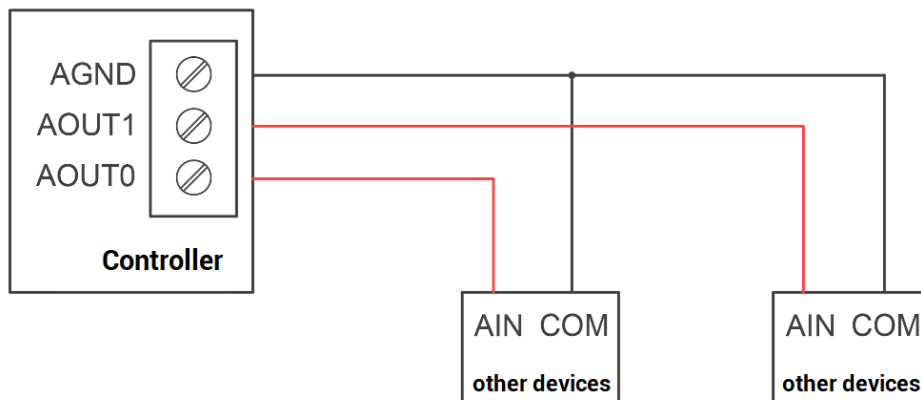 AGND
AOUT1
AOUT0
Controller
AIN COM
other devices
AIN COM
other devices